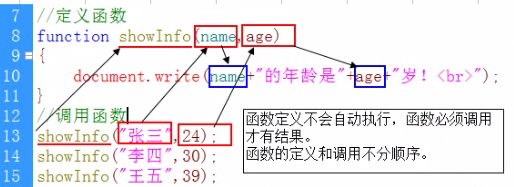 7 //定义函数
8 function showInfo(name,age)
9 {
10 document.write(name+"的年龄是"+age+"岁！<br>");
11 }
12 //调用函数
13 showInfo("张三",24);
14 showInfo("李四",30);
15 showInfo("王五",39);
函数定义不会自动执行，函数必须调用
才有结果。
函数的定义和调用不分顺序。